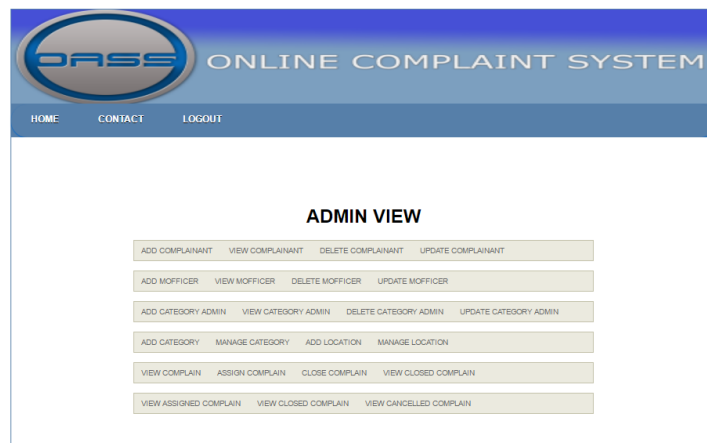 OASS ONLINE COMPLAINT SYSTEM
HOME CONTACT LOGOUT
ADMIN VIEW
ADD COMPLAINANT VIEW COMPLAINANT DELETE COMPLAINANT UPDATE COMPLAINANT
ADD MOFFICER VIEW MOFFICER DELETE MOFFICER UPDATE MOFFICER
ADD CATEGORY ADMIN VIEW CATEGORY ADMIN DELETE CATEGORY ADMIN UPDATE CATEGORY ADMIN
ADD CATEGORY MANAGE CATEGORY ADD LOCATION MANAGE LOCATION
VIEW COMPLAIN ASSIGN COMPLAIN CLOSE COMPLAIN VIEW CLOSED COMPLAIN
VIEW ASSIGNED COMPLAIN VIEW CLOSED COMPLAIN VIEW CANCELLED COMPLAIN